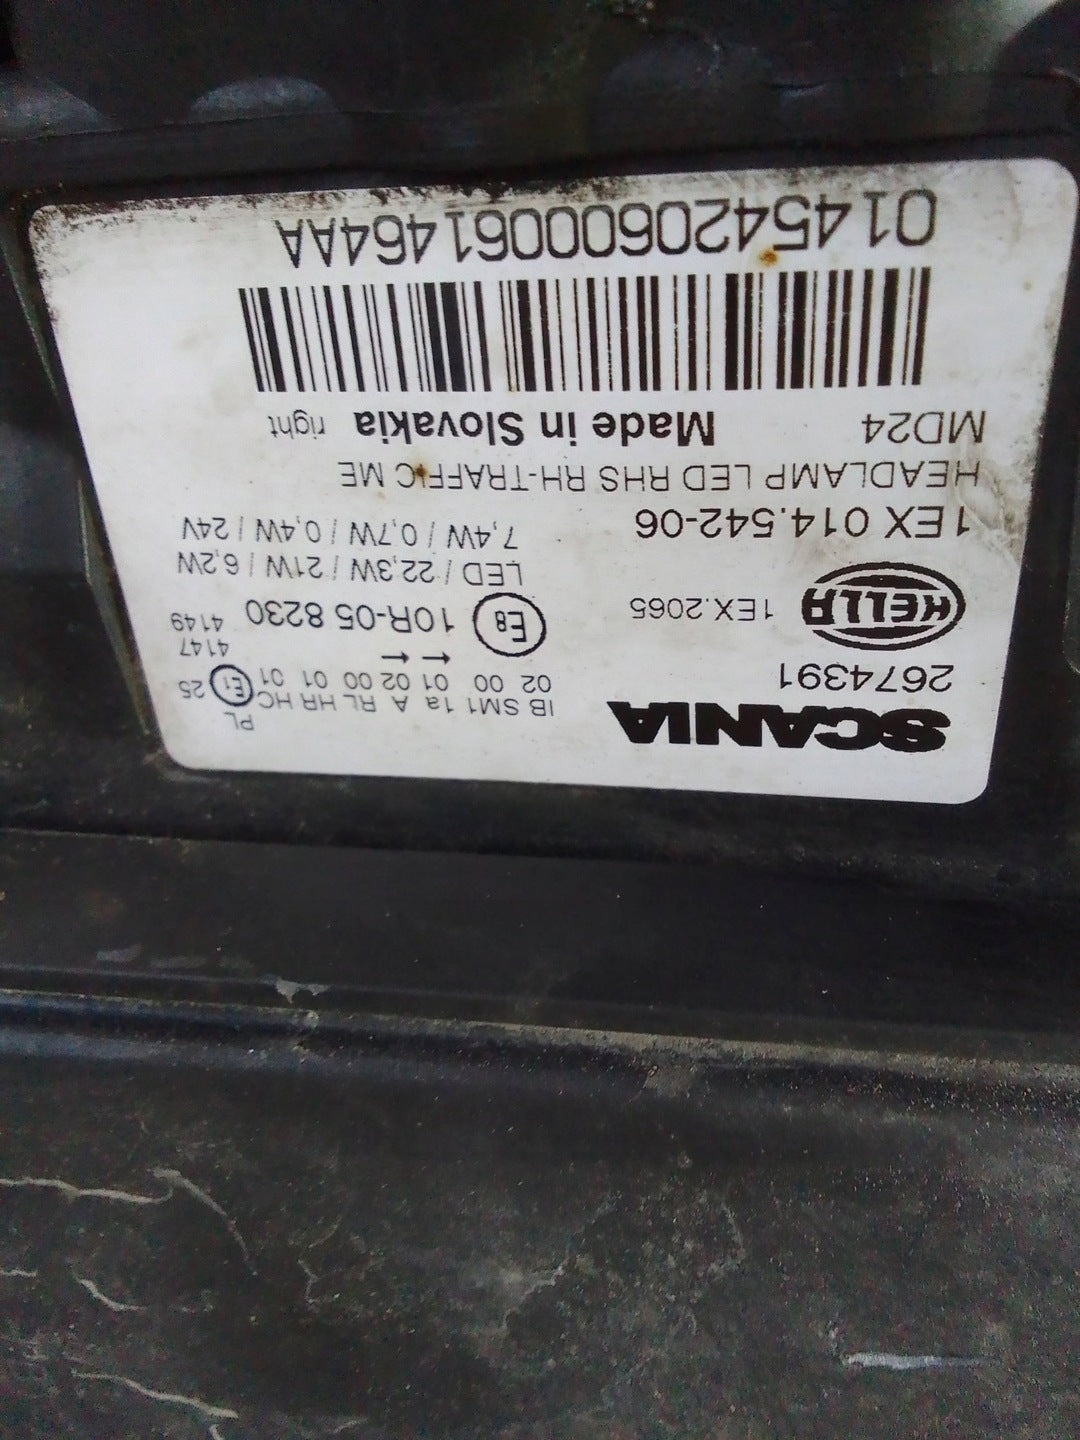 SCANIA
2674391
HELLA 1EX.2065
1EX 014.542-06
HEADLAMP LED RHS RH-TRAFFIC ME
MD24 Made in Slovakia right
IB SM1 1a A RL HR HC PL
02 00 01 02 00 01 01 E1 25
← ←
4147
E8 10R-05 8230 4149
LED / 22,3W / 21W / 6,2W
7,4W / 0,7W / 0,4W / 24V
0145420600061464AA